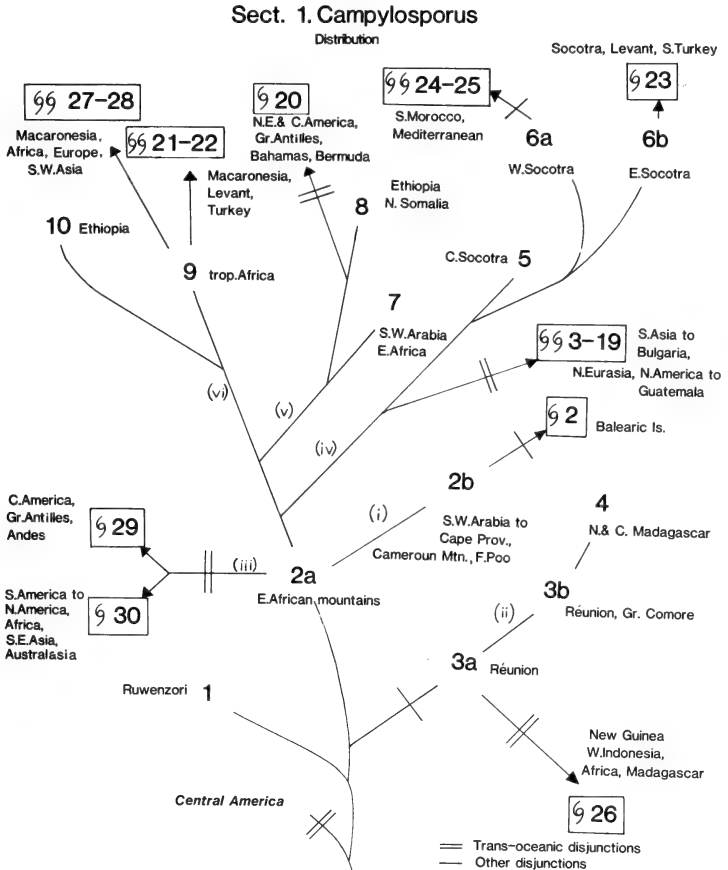 Sect. 1. Campylosporus
Distribution
Socotra, Levant, S.Turkey
§§ 27–28
§ 20
§§ 24–25
§ 23
Macaronesia,
Africa, Europe,
S.W.Asia
§§ 21–22
N.E.& C.America,
Gr.Antilles,
Bahamas, Bermuda
S.Morocco,
Mediterranean
6a
W.Socotra
6b
E.Socotra
Macaronesia,
Levant,
Turkey
8
Ethiopia
N. Somalia
10 Ethiopia
9 trop.Africa
C.Socotra 5
7
S.W.Arabia
E.Africa
§§ 3–19
S.Asia to
Bulgaria,
N.Eurasia, N.America to
Guatemala
(vi)
(v)
(iv)
§ 2
Balearic Is.
2b
S.W.Arabia to
Cape Prov.,
Cameroun Mtn., F.Poo
(i)
4
N.& C. Madagascar
C.America,
Gr.Antilles,
Andes
§ 29
(iii)
2a
E.African mountains
S.America to
N.America,
Africa,
S.E.Asia,
Australasia
§ 30
3b
Réunion, Gr. Comore
(ii)
3a Réunion
Ruwenzori 1
New Guinea
W.Indonesia,
Africa, Madagascar
§ 26
Central America
Trans-oceanic disjunctions
Other disjunctions